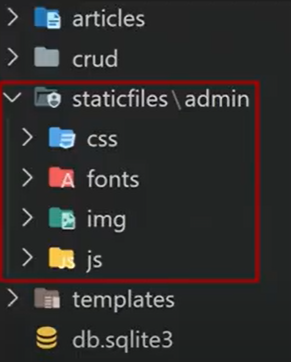 articles
crud
staticfiles\admin
css
fonts
img
js
templates
db.sqlite3